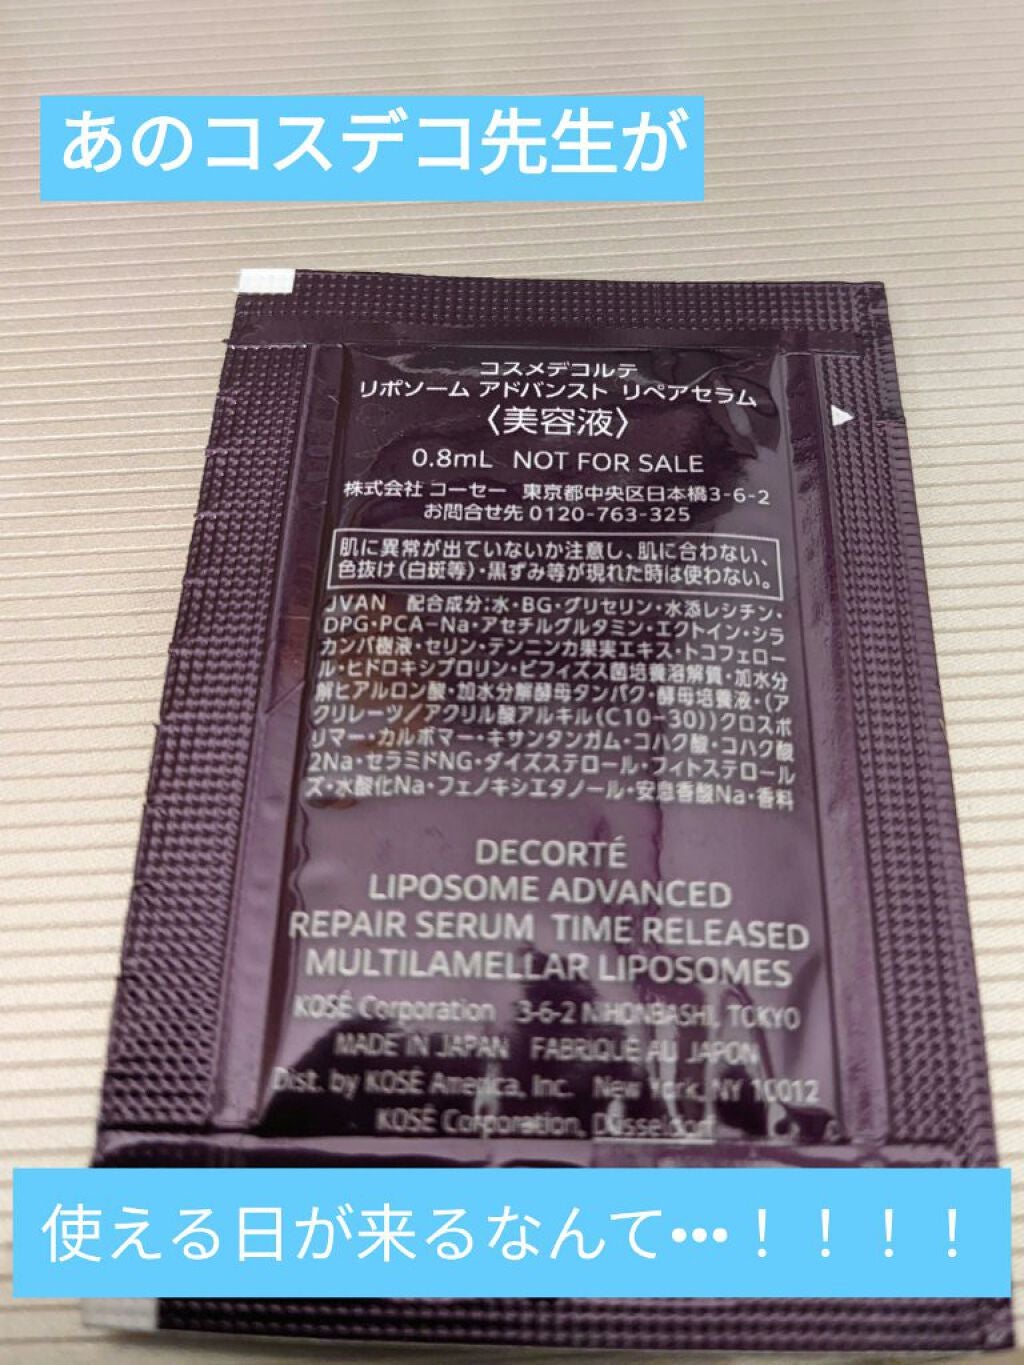 あのコスデコ先生が
コスメデコルテ
リポソーム アドバンスト リペアセラム
〈美容液〉
0.8mL NOT FOR SALE
株式会社 コーセー 東京都中央区日本橋3-6-2
お問合せ先 0120-763-325
肌に異常が出ていないか注意し、肌に合わない、
色抜け(白斑等)・黒ずみ等が現れた時は使わない。
JVAN 配合成分:水・BG・グリセリン・水添レシチン・
DPG・PCA-Na・アセチルグルタミン・エクトイン・シラ
カンバ樹液・セリン・テンニンカ果実エキス・トコフェロー
ル・ヒドロキシプロリン・ビフィズス菌培養溶解質・加水分
解ヒアルロン酸・加水分解酵母タンパク・酵母培養液・(ア
クリレーツ/アクリル酸アルキル(C10-30))クロスポ
リマー・カルボマー・キサンタンガム・コハク酸・コハク酸
2Na・セラミドNG・ダイズステロール・フィトステロール
ズ・水酸化Na・フェノキシエタノール・安息香酸Na・香料
DECORTÉ
LIPOSOME ADVANCED
REPAIR SERUM TIME RELEASED
MULTILAMELLAR LIPOSOMES
KOSÉ Corporation 3-6-2 NIHONBASHI, TOKYO
MADE IN JAPAN FABRIQUÉ AU JAPON
Dist. by KOSÉ America, Inc. New York, NY 10012
KOSÉ Corporation, Düsseldorf
使える日が来るなんて•••！！！！